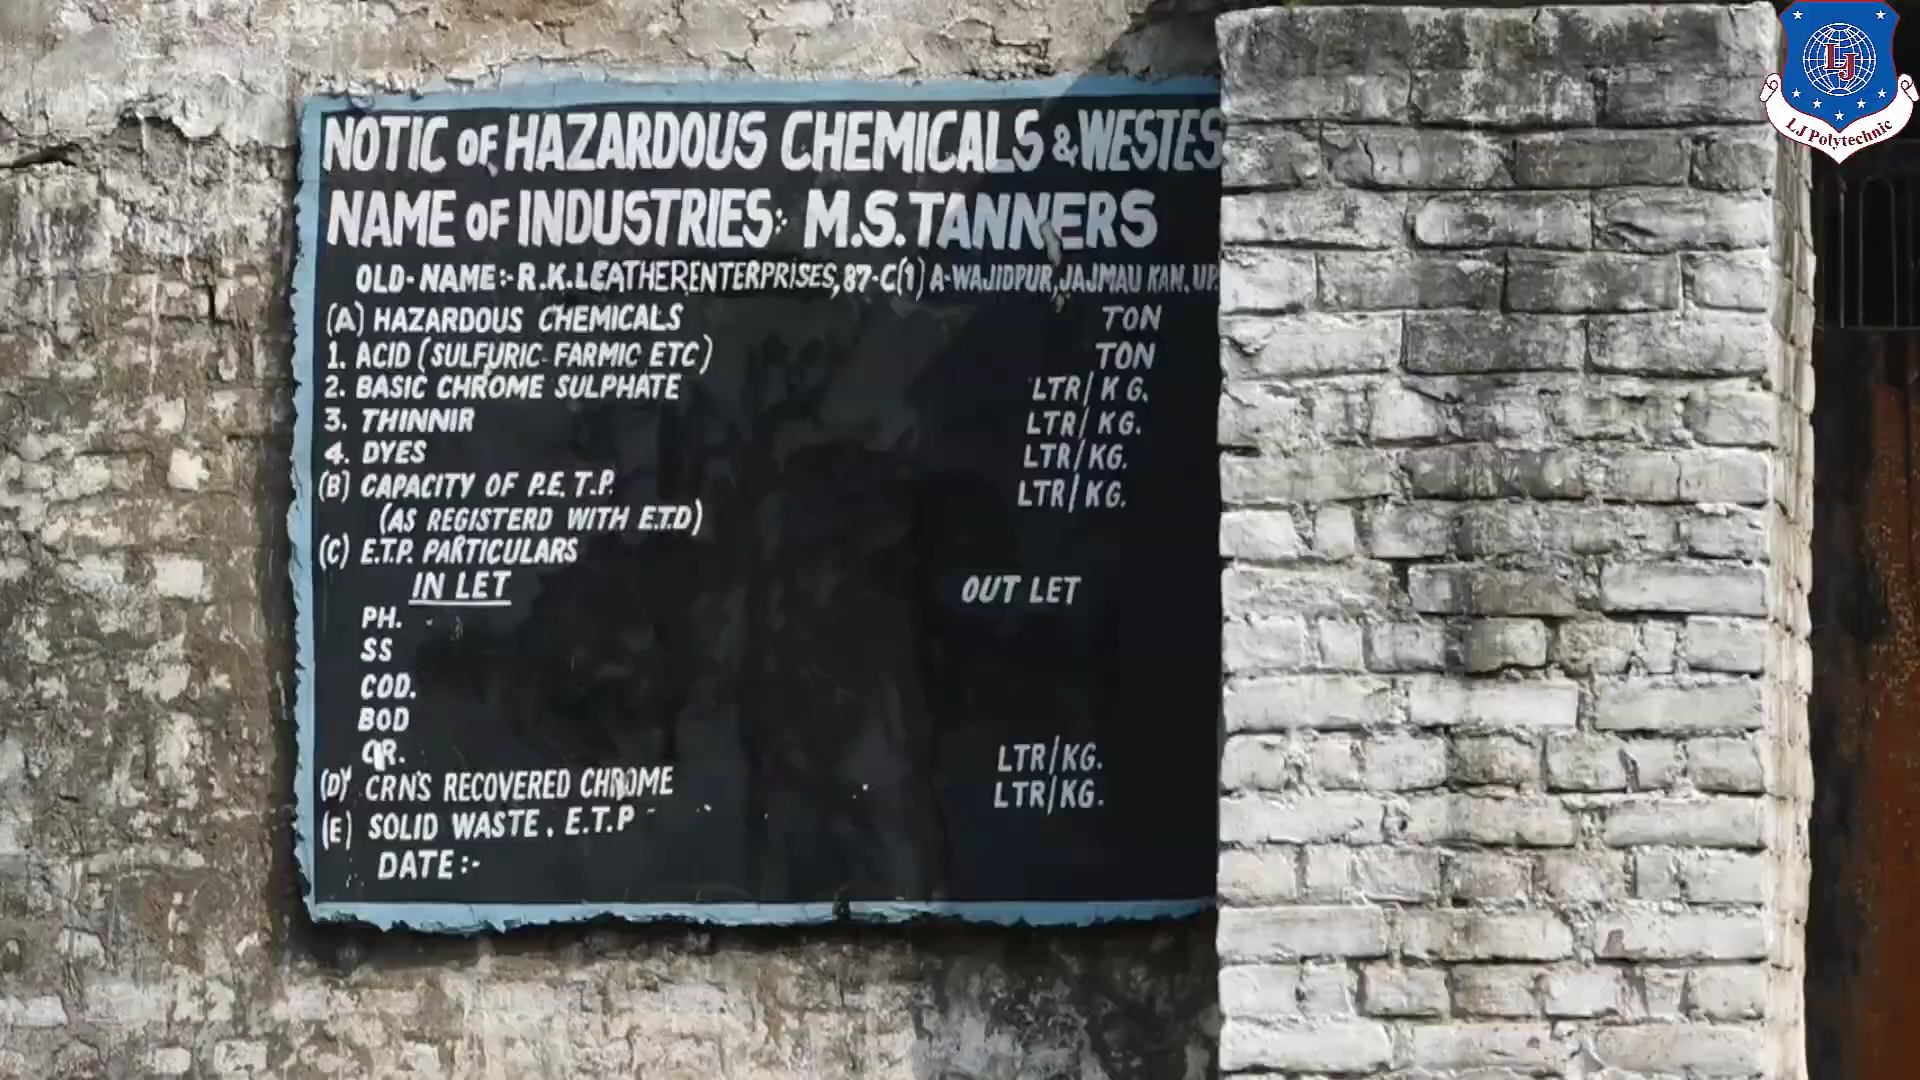 NOTIC OF HAZARDOUS CHEMICALS & WESTES
NAME OF INDUSTRIES:- M.S. TANNERS
OLD-NAME:- R.K.LEATHERENTERPRISES, 87-C(1) A-WAJIDPUR, JAJMAU KAN. UP.
(A) HAZARDOUS CHEMICALS TON
1. ACID (SULFURIC FARMIC ETC) TON
2. BASIC CHROME SULPHATE LTR/KG.
3. THINNIR LTR/KG.
4. DYES LTR/KG.
(B) CAPACITY OF P.E.T.P. LTR/KG.
(AS REGISTERD WITH E.T.D)
(C) E.T.P. PARTICULARS
IN LET OUT LET
PH.
SS
COD.
BOD
CR. LTR/KG.
(D) CRN'S RECOVERED CHROME LTR/KG.
(E) SOLID WASTE. E.T.P
DATE:-
LJ
LJ Polytechnic